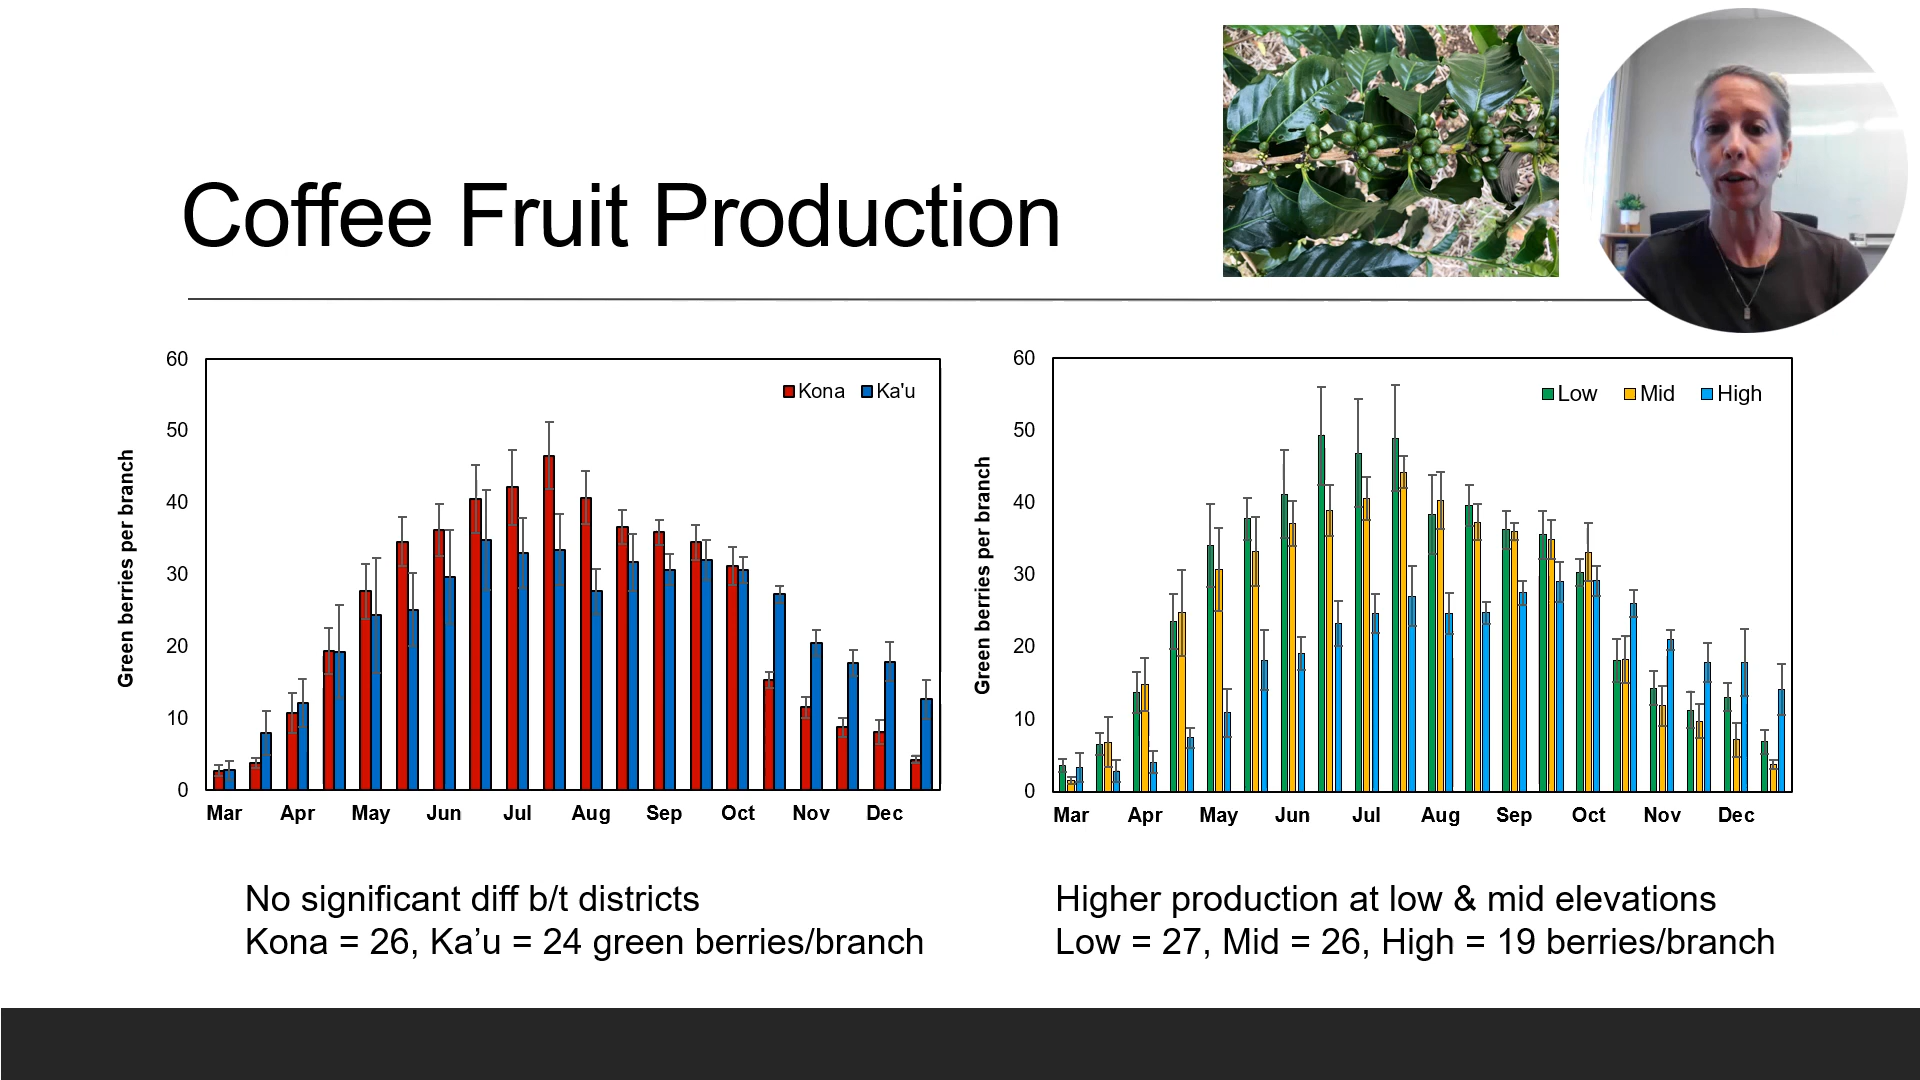 Coffee Fruit Production
60
50
40
30
20
10
0
Green berries per branch
Kona Ka'u
Mar Apr May Jun Jul Aug Sep Oct Nov Dec
60
50
40
30
20
10
0
Green berries per branch
Low Mid High
Mar Apr May Jun Jul Aug Sep Oct Nov Dec
No significant diff b/t districts
Kona = 26, Ka’u = 24 green berries/branch
Higher production at low & mid elevations
Low = 27, Mid = 26, High = 19 berries/branch